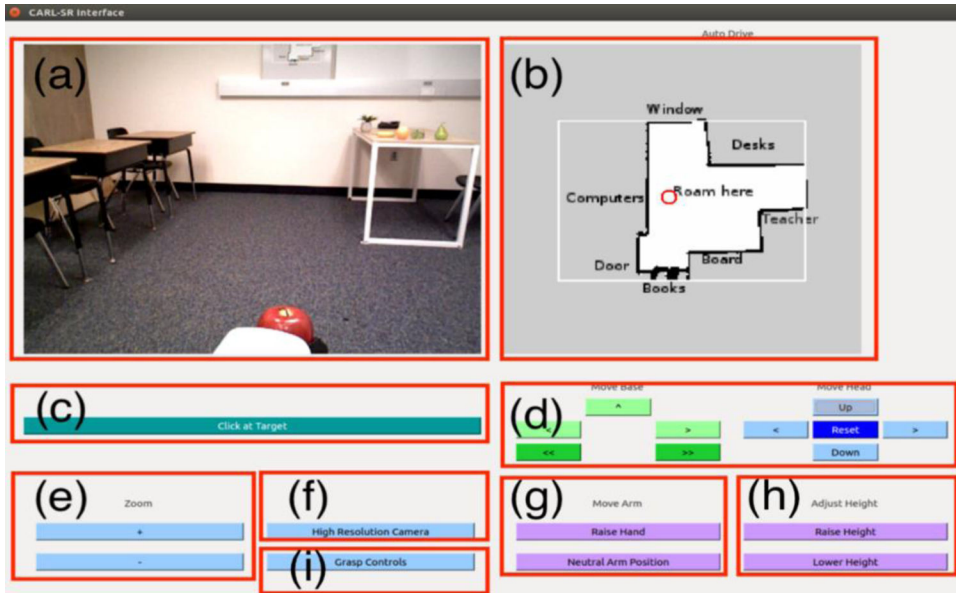 CARL-SR Interface
Auto Drive
(a)
(b)
Window
Desks
Computers
Roam here
Teacher
Door
Board
Books
Move Base
Move Head
(c)
Click at Target
(d)
^
Up
<
>
<
Reset
>
<<
>>
Down
(e)
Zoom
+
-
(f)
High Resolution Camera
(i)
Grasp Controls
(g)
Move Arm
Raise Hand
Neutral Arm Position
(h)
Adjust Height
Raise Height
Lower Height